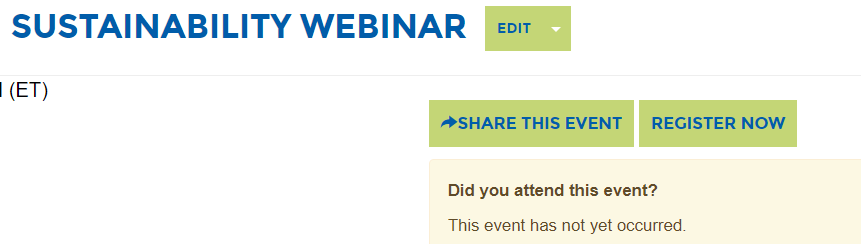 SUSTAINABILITY WEBINAR EDIT
(ET)
SHARE THIS EVENT REGISTER NOW
Did you attend this event?
This event has not yet occurred.